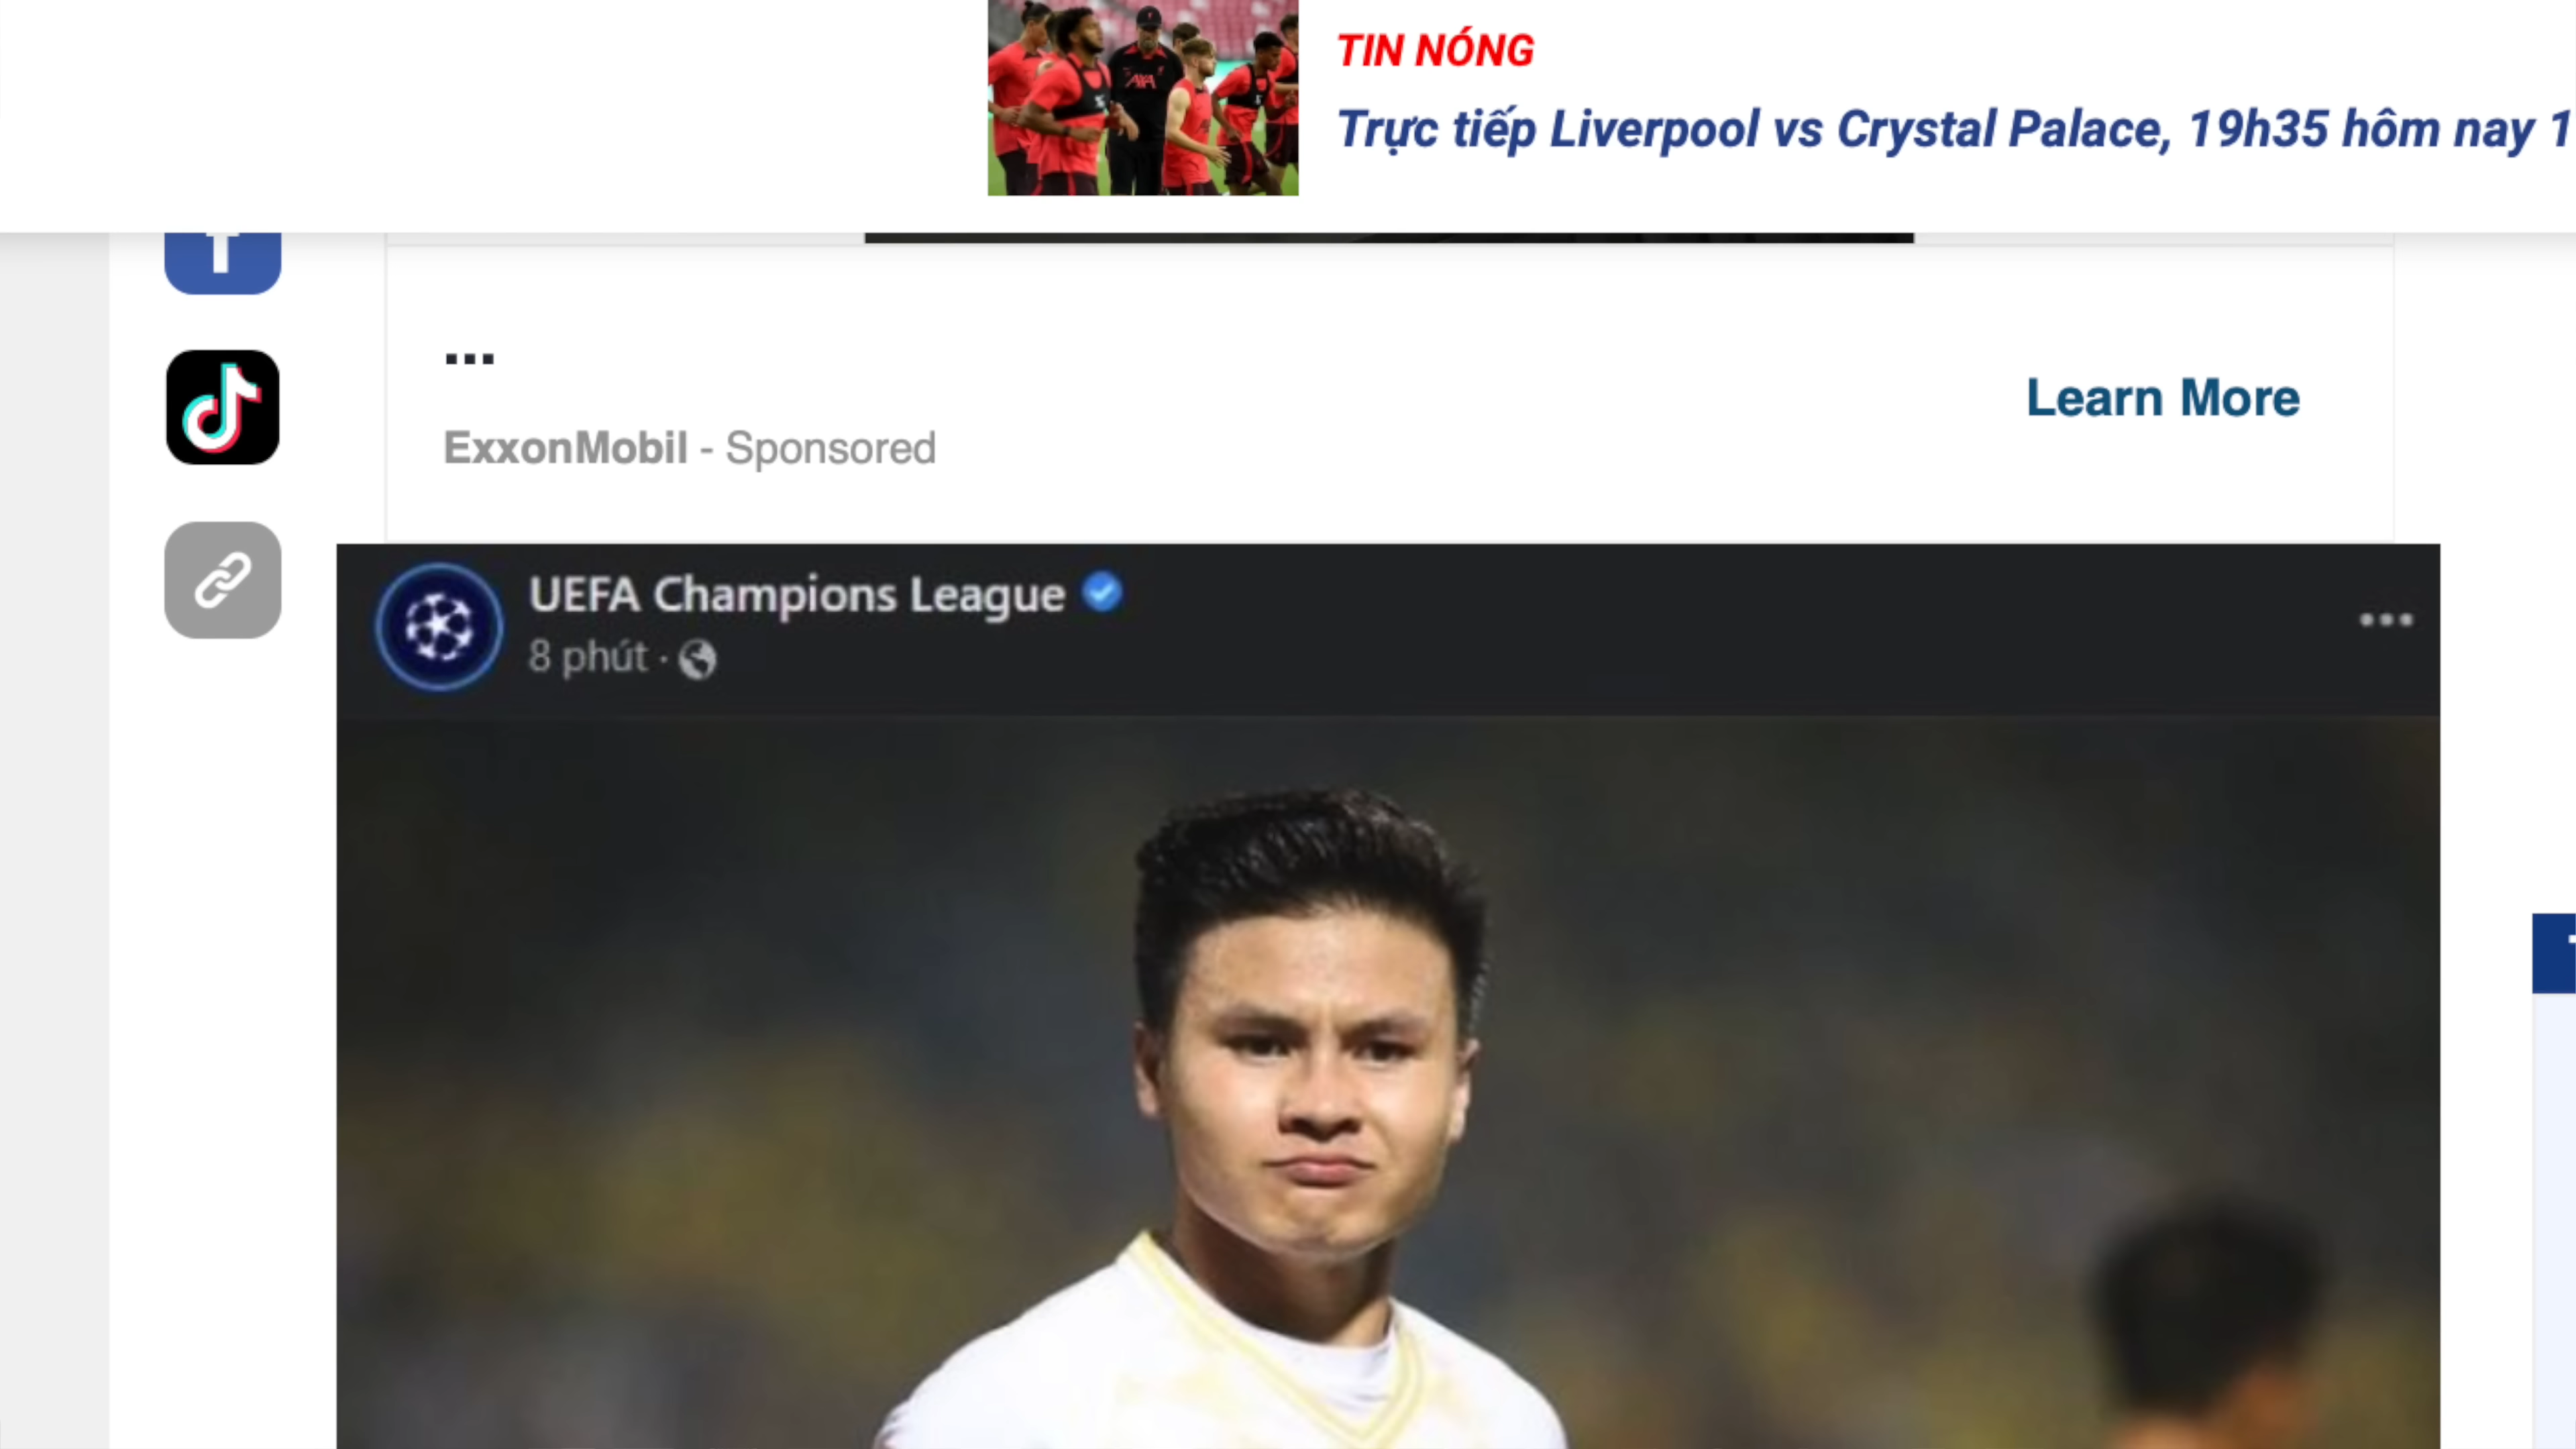 TIN NÓNG
Trực tiếp Liverpool vs Crystal Palace, 19h35 hôm nay 1
...
Learn More
ExxonMobil - Sponsored
UEFA Champions League
8 phút ·